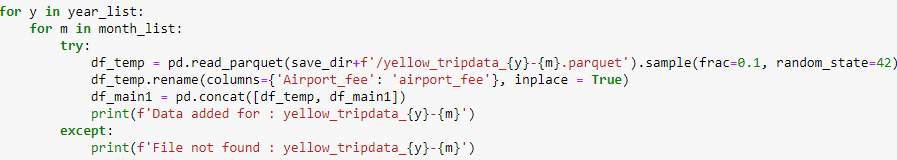 for y in year_list:
    for m in month_list:
        try:
            df_temp = pd.read_parquet(save_dir+f'/yellow_tripdata_{y}-{m}.parquet').sample(frac=0.1, random_state=42)
            df_temp.rename(columns={'Airport_fee': 'airport_fee'}, inplace = True)
            df_main1 = pd.concat([df_temp, df_main1])
            print(f'Data added for : yellow_tripdata_{y}-{m}')
        except:
            print(f'File not found : yellow_tripdata_{y}-{m}')